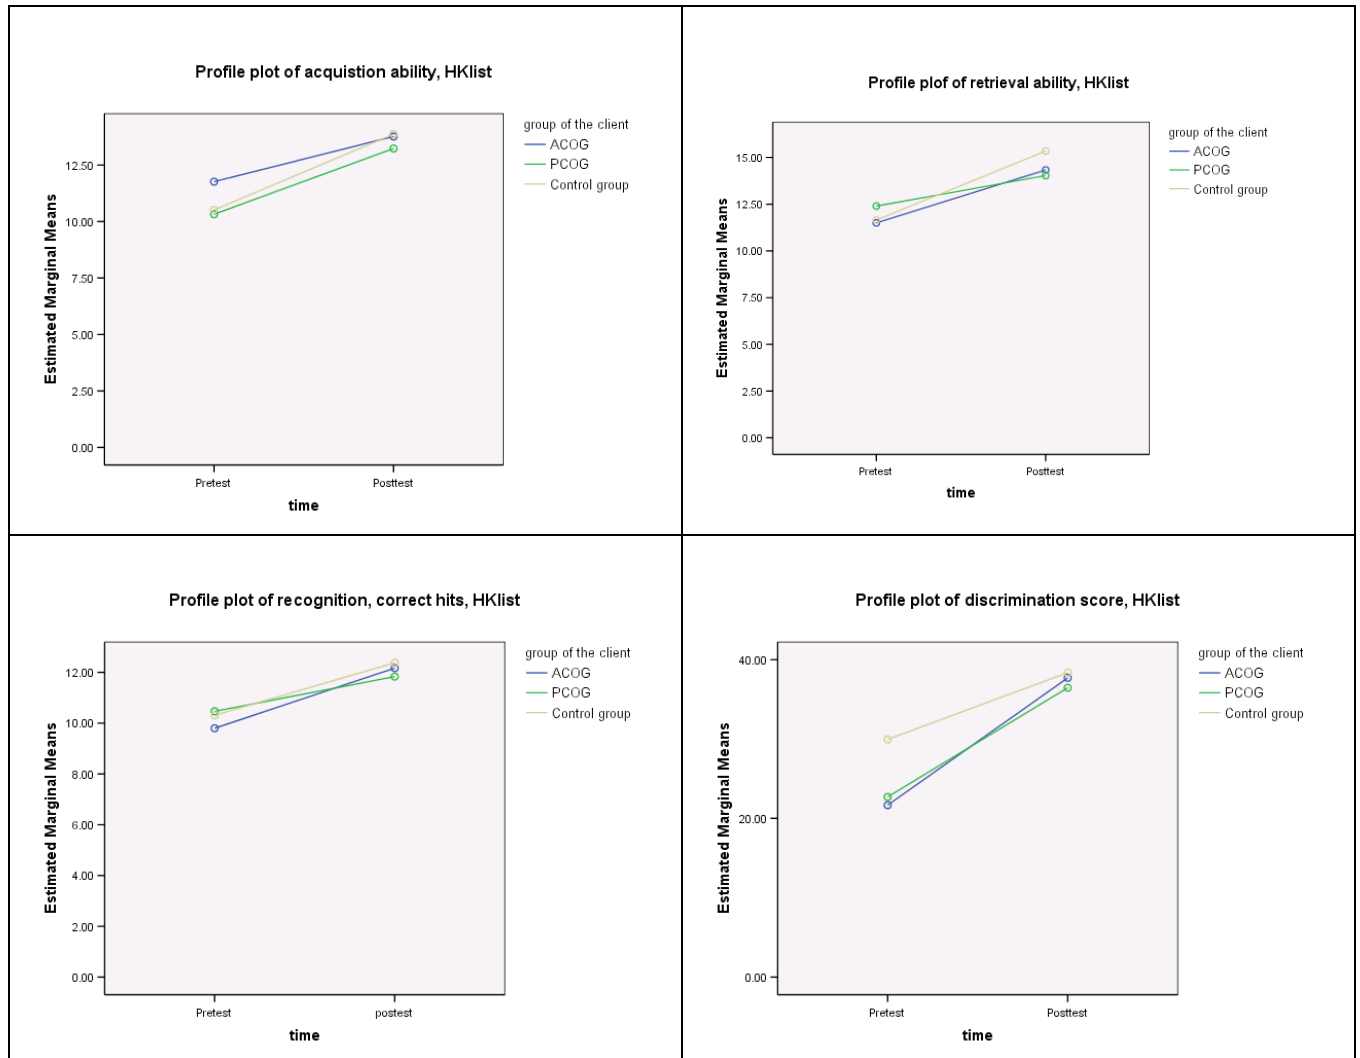 Profile plot of acquistion ability, HKlist
group of the client
ACOG
PCOG
Control group
Estimated Marginal Means
12.50
10.00
7.50
5.00
2.50
0.00
Pretest
Posttest
time
Profile plof of retrieval ability, HKlist
group of the client
ACOG
PCOG
Control group
Estimated Marginal Means
15.00
12.50
10.00
7.50
5.00
2.50
0.00
Pretest
Posttest
time
Profile plot of recognition, correct hits, HKlist
group of the client
ACOG
PCOG
Control group
Estimated Marginal Means
12.00
10.00
8.00
6.00
4.00
2.00
0.00
Pretest
postest
time
Profile plot of discrimination score, HKlist
group of the client
ACOG
PCOG
Control group
Estimated Marginal Means
40.00
20.00
0.00
Pretest
Posttest
time